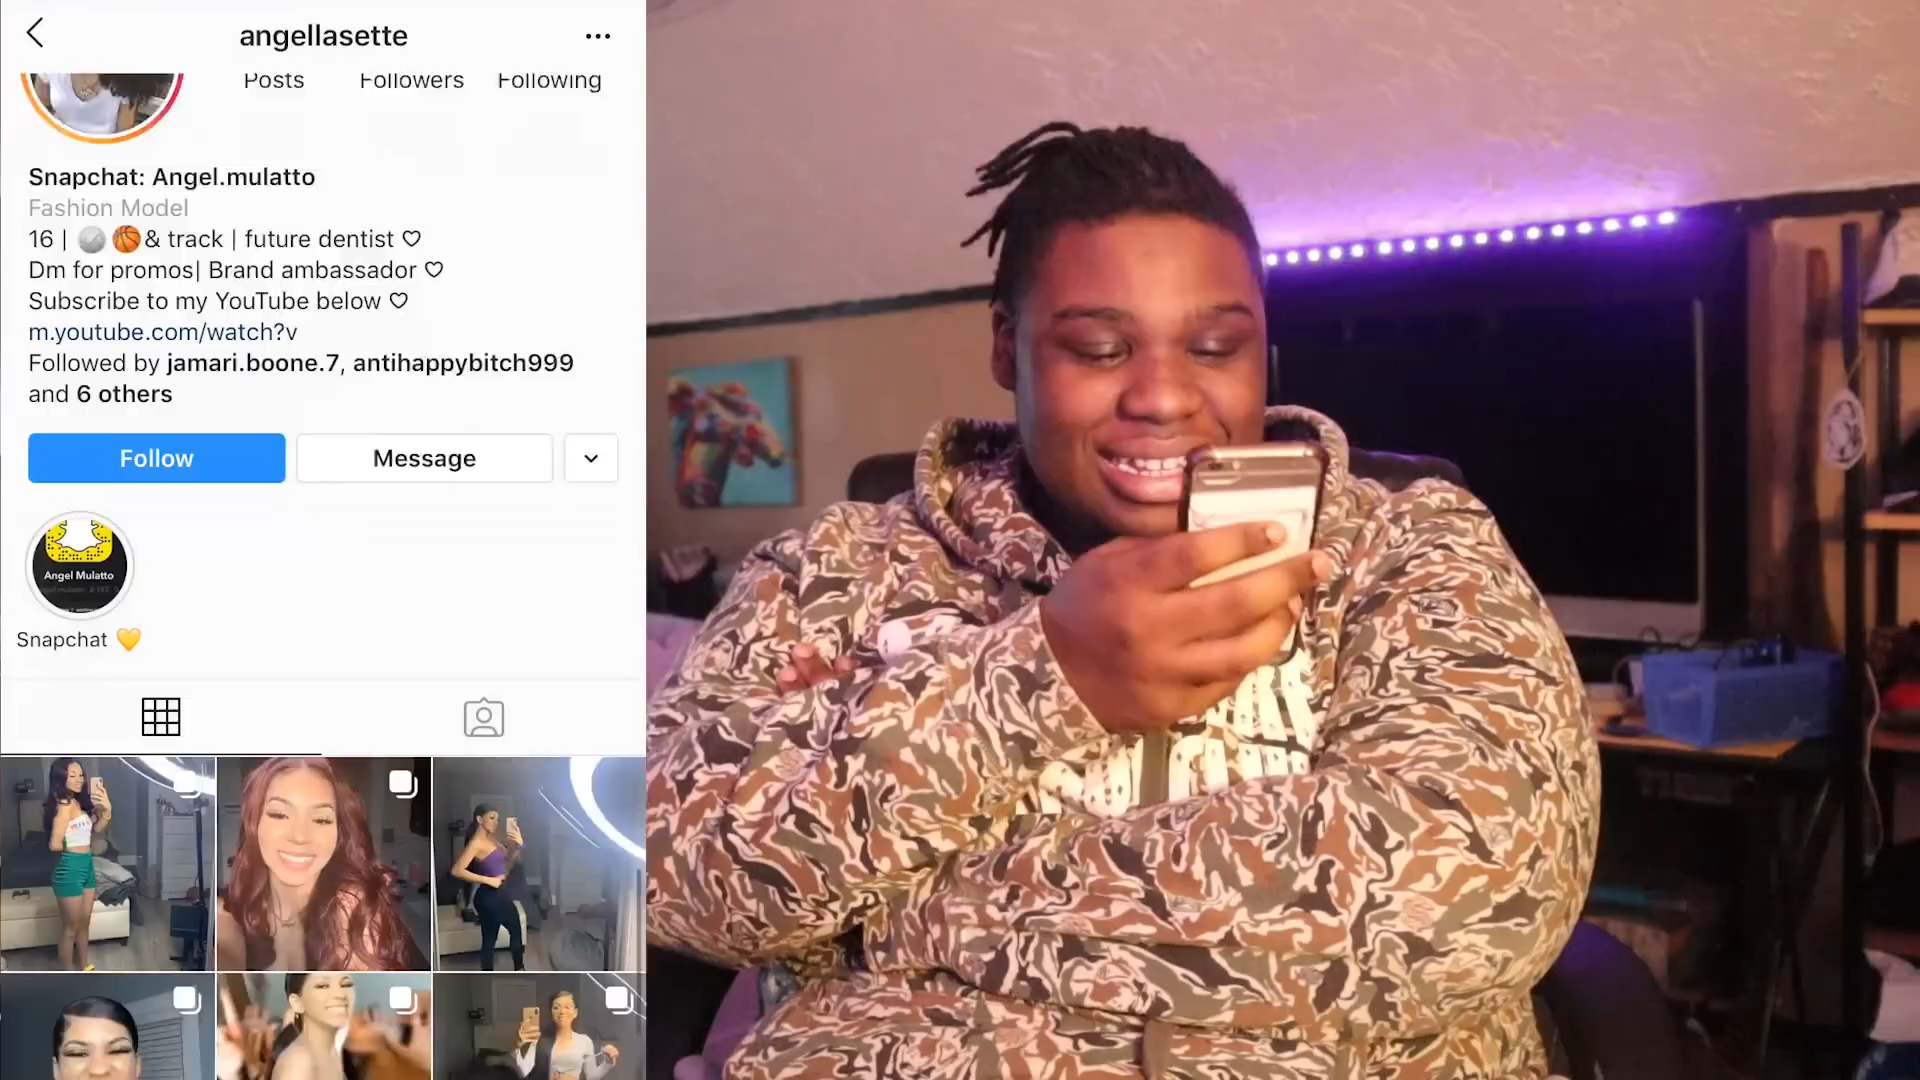 angellasette
Posts Followers Following
Snapchat: Angel.mulatto
Fashion Model
16 | 🏐🏀& track | future dentist ♡
Dm for promos| Brand ambassador ♡
Subscribe to my YouTube below ♡
m.youtube.com/watch?v
Followed by jamari.boone.7, antihappybitch999
and 6 others
Follow Message
Angel Mulatto
Snapchat 💛